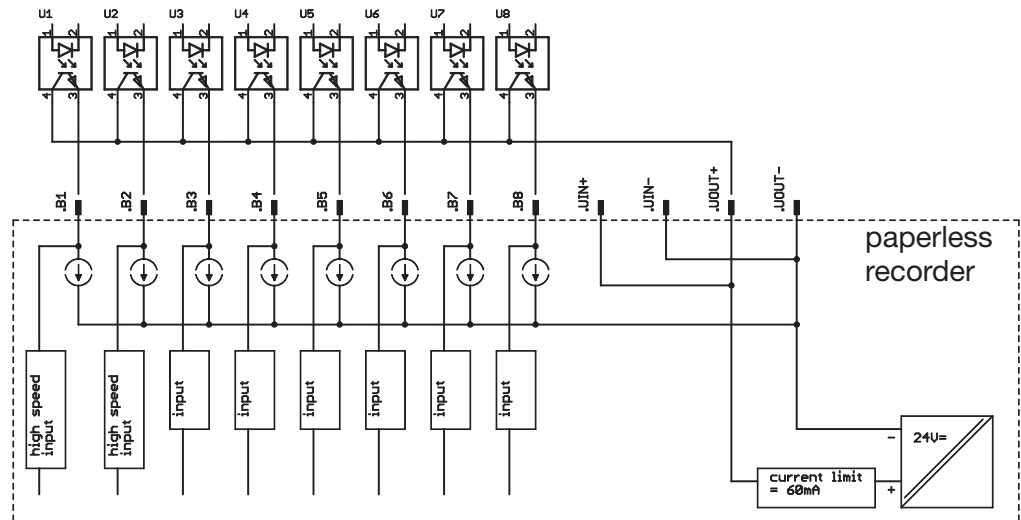 U1 U2 U3 U4 U5 U6 U7 U8
1 2 1 2 1 2 1 2 1 2 1 2 1 2 1 2
4 3 4 3 4 3 4 3 4 3 4 3 4 3 4 3
.B1 .B2 .B3 .B4 .B5 .B6 .B7 .B8 .UIN+ .UIN- .UOUT+ .UOUT-
paperless
recorder
high speed
input
high speed
input
input
input
input
input
input
input
24V=
-
+
current limit
= 60mA